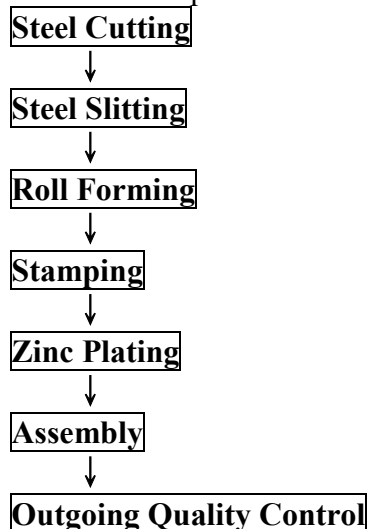 Steel Cutting
Steel Slitting
Roll Forming
Stamping
Zinc Plating
Assembly
Outgoing Quality Control